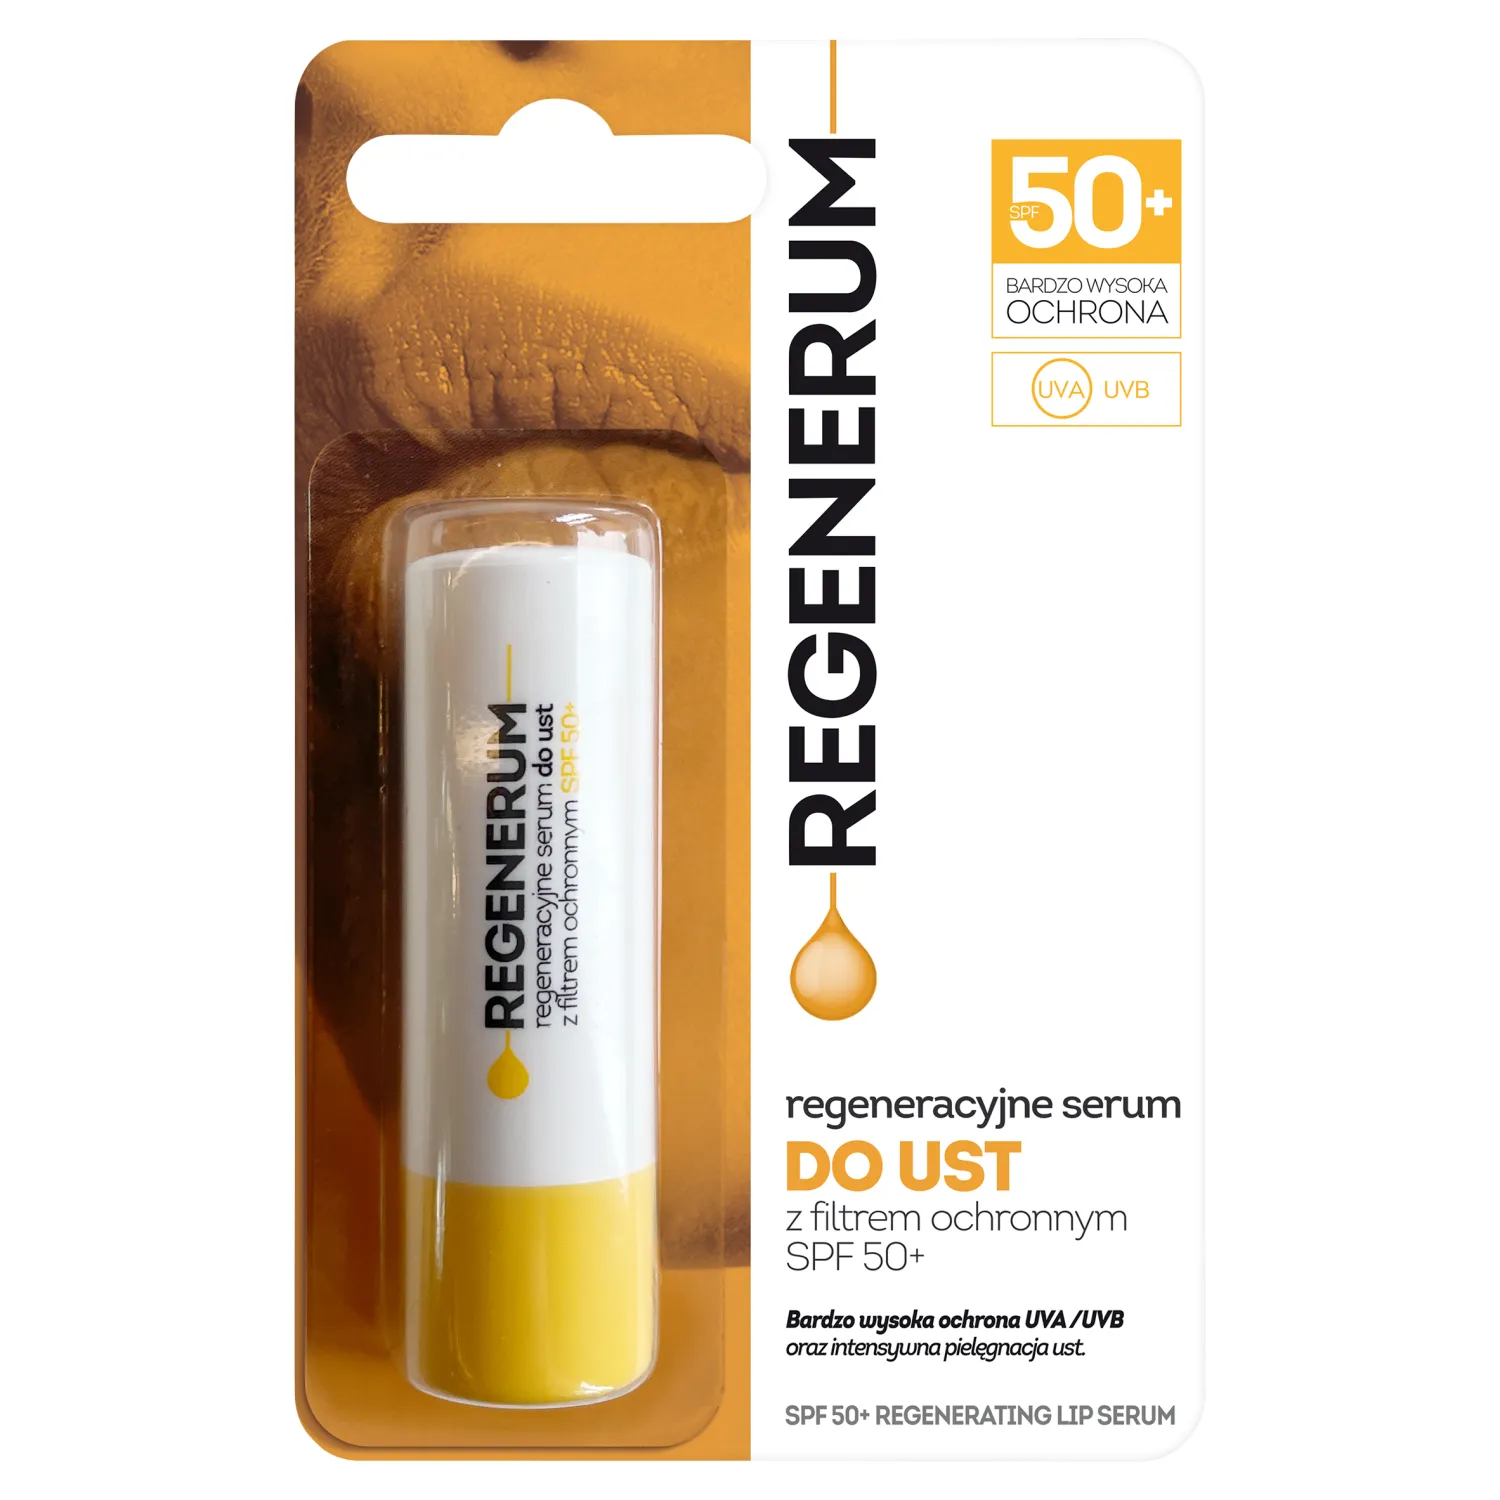 REGENERUM
SPF 50+
BARDZO WYSOKA
OCHRONA
UVA UVB
REGENERUM
regeneracyjne serum do ust
z filtrem ochronnym SPF 50+
regeneracyjne serum
DO UST
z filtrem ochronnym
SPF 50+
Bardzo wysoka ochrona UVA /UVB
oraz intensywna pielęgnacja ust.
SPF 50+ REGENERATING LIP SERUM